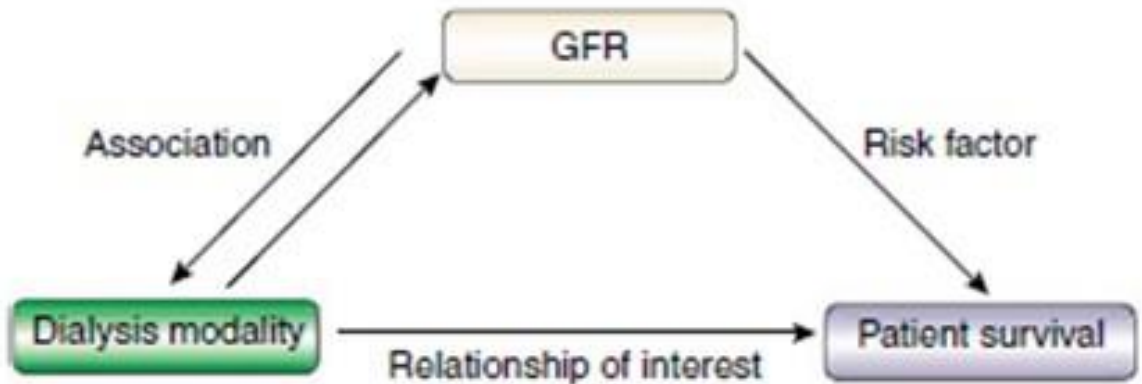 GFR
Association
Risk factor
Dialysis modality
Relationship of interest
Patient survival